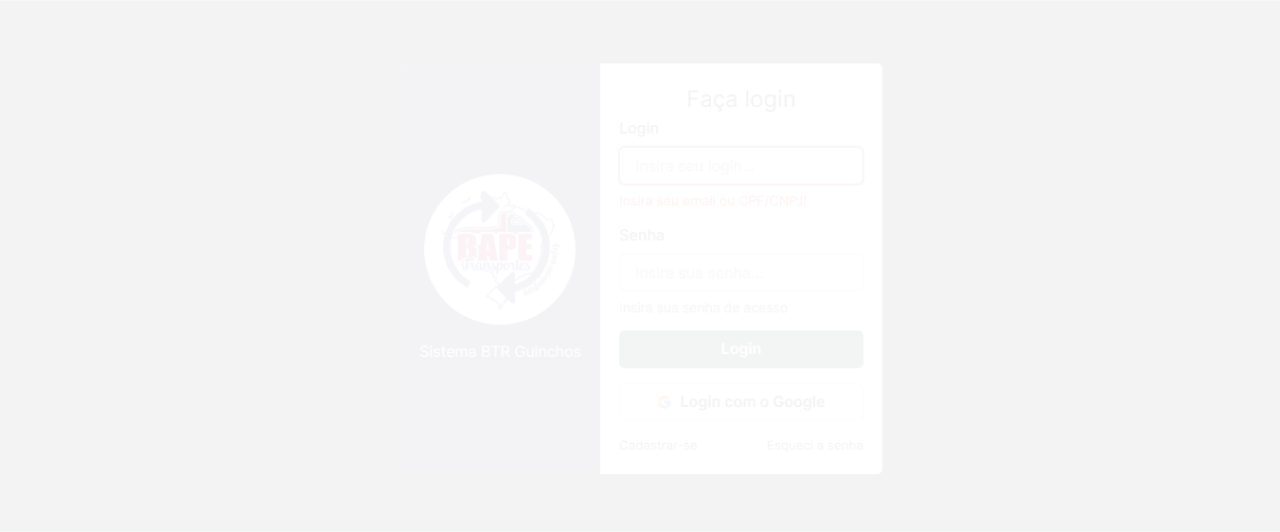 Faça login
Login
Insira seu login...
Insira seu email ou CPF/CNPJ!
Senha
Insira sua senha...
Insira sua senha de acesso
Login
Login com o Google
Cadastrar-se
Esqueci a senha
BAPE
Transportes
Sistema BTR Guinchos